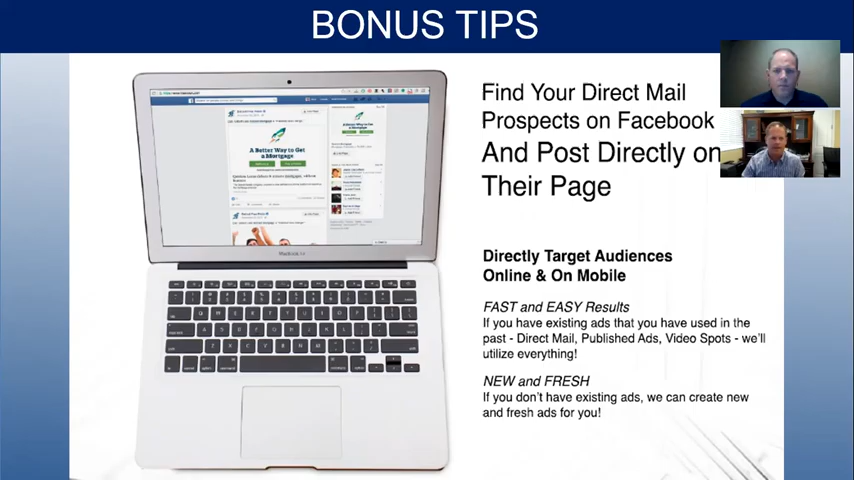 BONUS TIPS
Find Your Direct Mail
Prospects on Facebook
And Post Directly on
Their Page
A Better Way to Get
a Mortgage
MacBook Air
Directly Target Audiences
Online & On Mobile
FAST and EASY Results
If you have existing ads that you have used in the
past - Direct Mail, Published Ads, Video Spots - we'll
utilize everything!
NEW and FRESH
If you don't have existing ads, we can create new
and fresh ads for you!